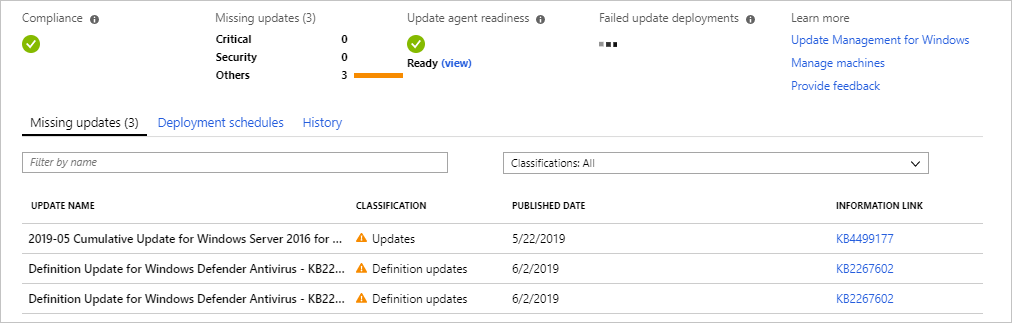 Compliance
Missing updates (3)
Update agent readiness
Failed update deployments
Learn more
Critical 0
Security 0
Others 3
Ready (view)
Update Management for Windows
Manage machines
Provide feedback
Missing updates (3) Deployment schedules History
Filter by name
Classifications: All
UPDATE NAME CLASSIFICATION PUBLISHED DATE INFORMATION LINK
2019-05 Cumulative Update for Windows Server 2016 for ... Updates 5/22/2019 KB4499177
Definition Update for Windows Defender Antivirus - KB22... Definition updates 6/2/2019 KB2267602
Definition Update for Windows Defender Antivirus - KB22... Definition updates 6/2/2019 KB2267602